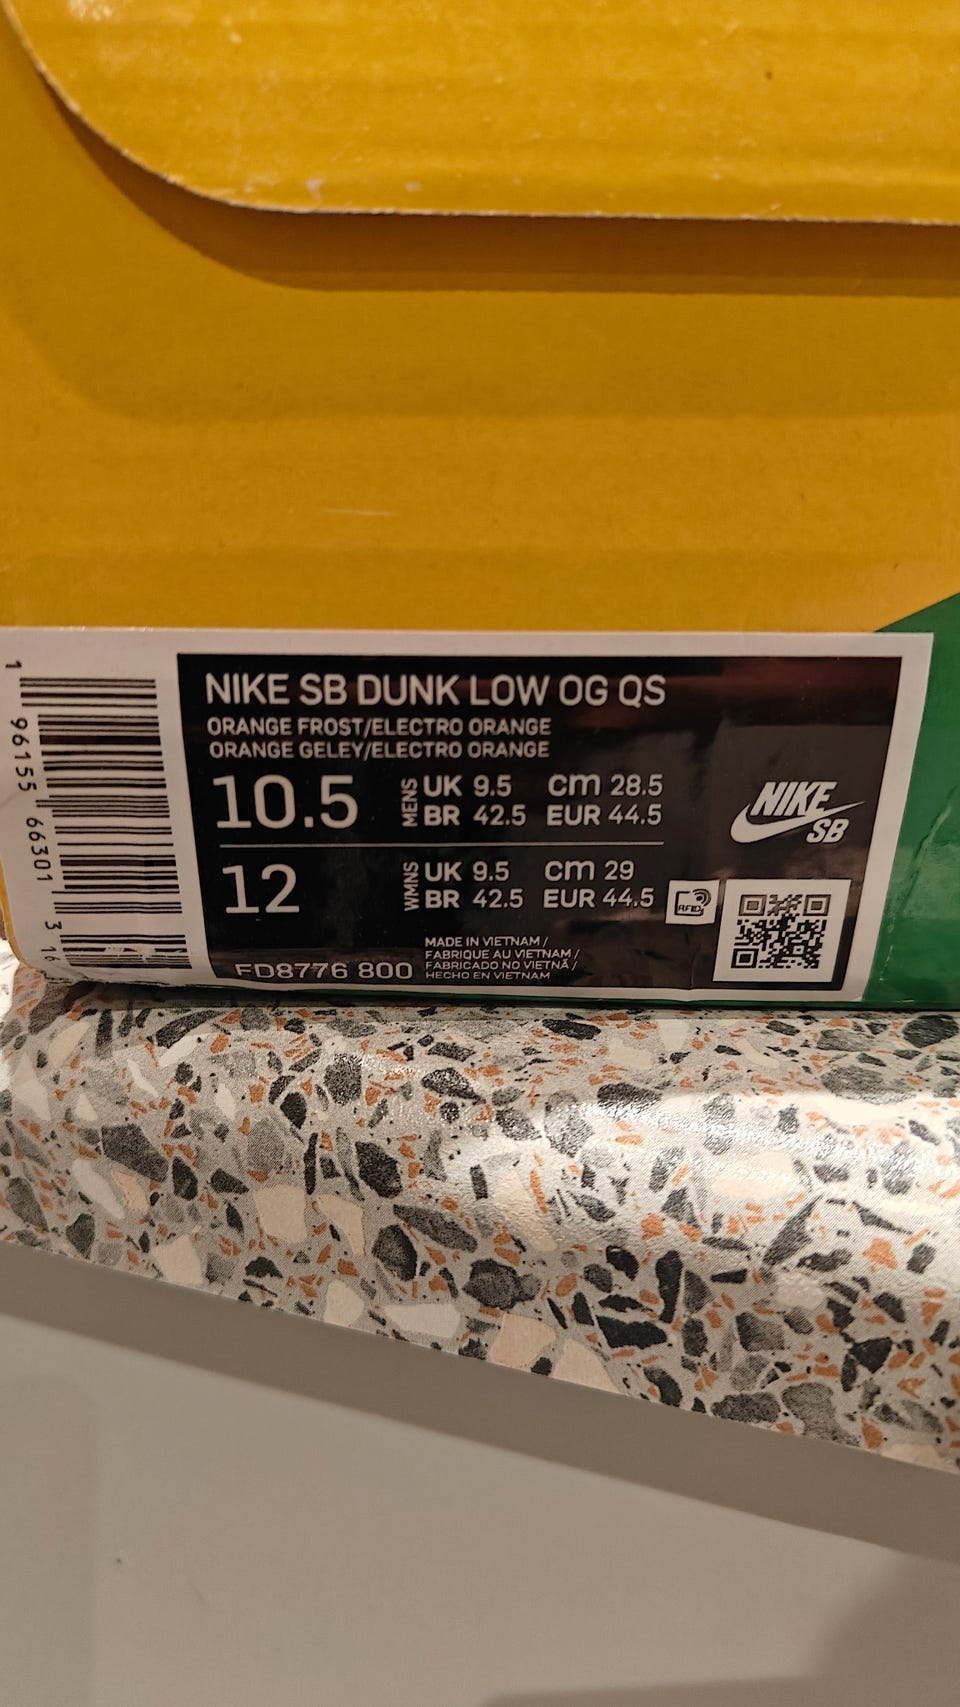 NIKE SB DUNK LOW OG QS
ORANGE FROST/ELECTRO ORANGE
ORANGE GELEY/ELECTRO ORANGE
10.5 MENS UK 9.5 cm 28.5
BR 42.5 EUR 44.5
12 WMNS UK 9.5 cm 29
BR 42.5 EUR 44.5
FD8776 800
MADE IN VIETNAM /
FABRIQUE AU VIETNAM /
FABRICADO NO VIETNÃ /
HECHO EN VIETNAM
NIKE
SB
RFID
1 96155 66301 3 16